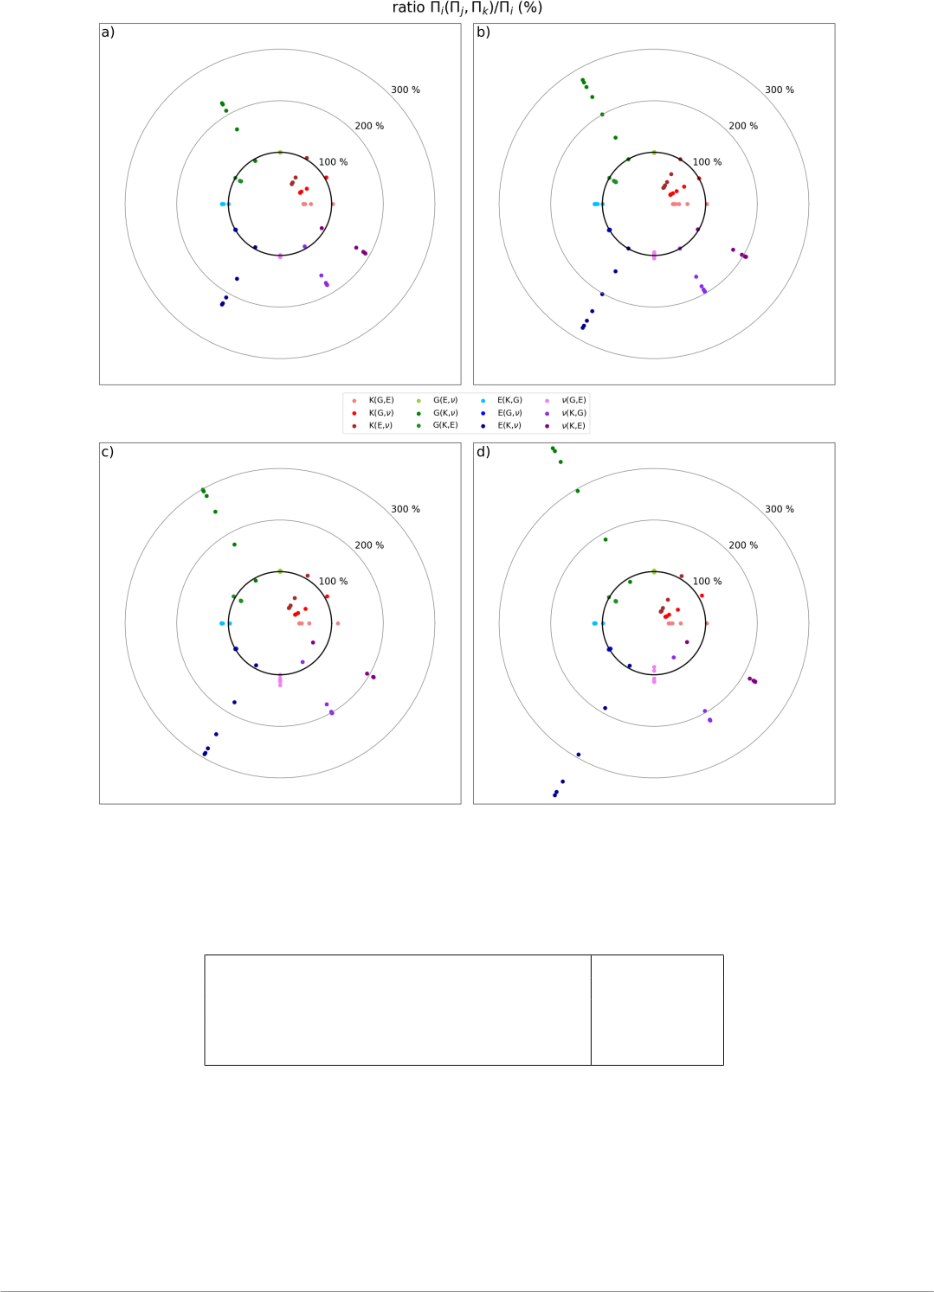 ratio Πᵢ(Πⱼ, Πₖ)/Πᵢ (%)
a)
b)
300 %
300 %
200 %
200 %
100 %
100 %
K(G,E) G(E,ν) E(K,G) ν(G,E)
K(G,ν) G(K,ν) E(G,ν) ν(K,G)
K(E,ν) G(K,E) E(K,ν) ν(K,E)
c)
d)
300 %
300 %
200 %
200 %
100 %
100 %